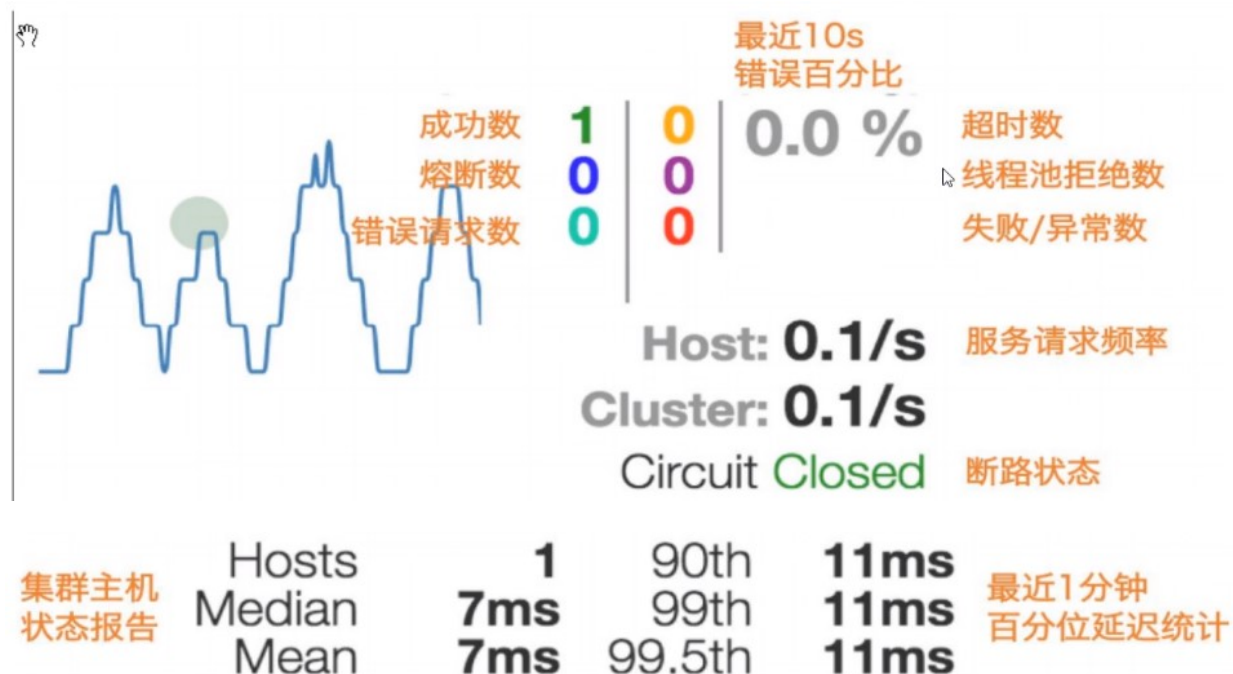 最近10s
错误百分比
成功数 1 0 0.0 % 超时数
熔断数 0 0 线程池拒绝数
错误请求数 0 0 失败/异常数
Host: 0.1/s 服务请求频率
Cluster: 0.1/s
Circuit Closed 断路状态
集群主机
状态报告
Hosts 1 90th 11ms
Median 7ms 99th 11ms
Mean 7ms 99.5th 11ms
最近1分钟
百分位延迟统计